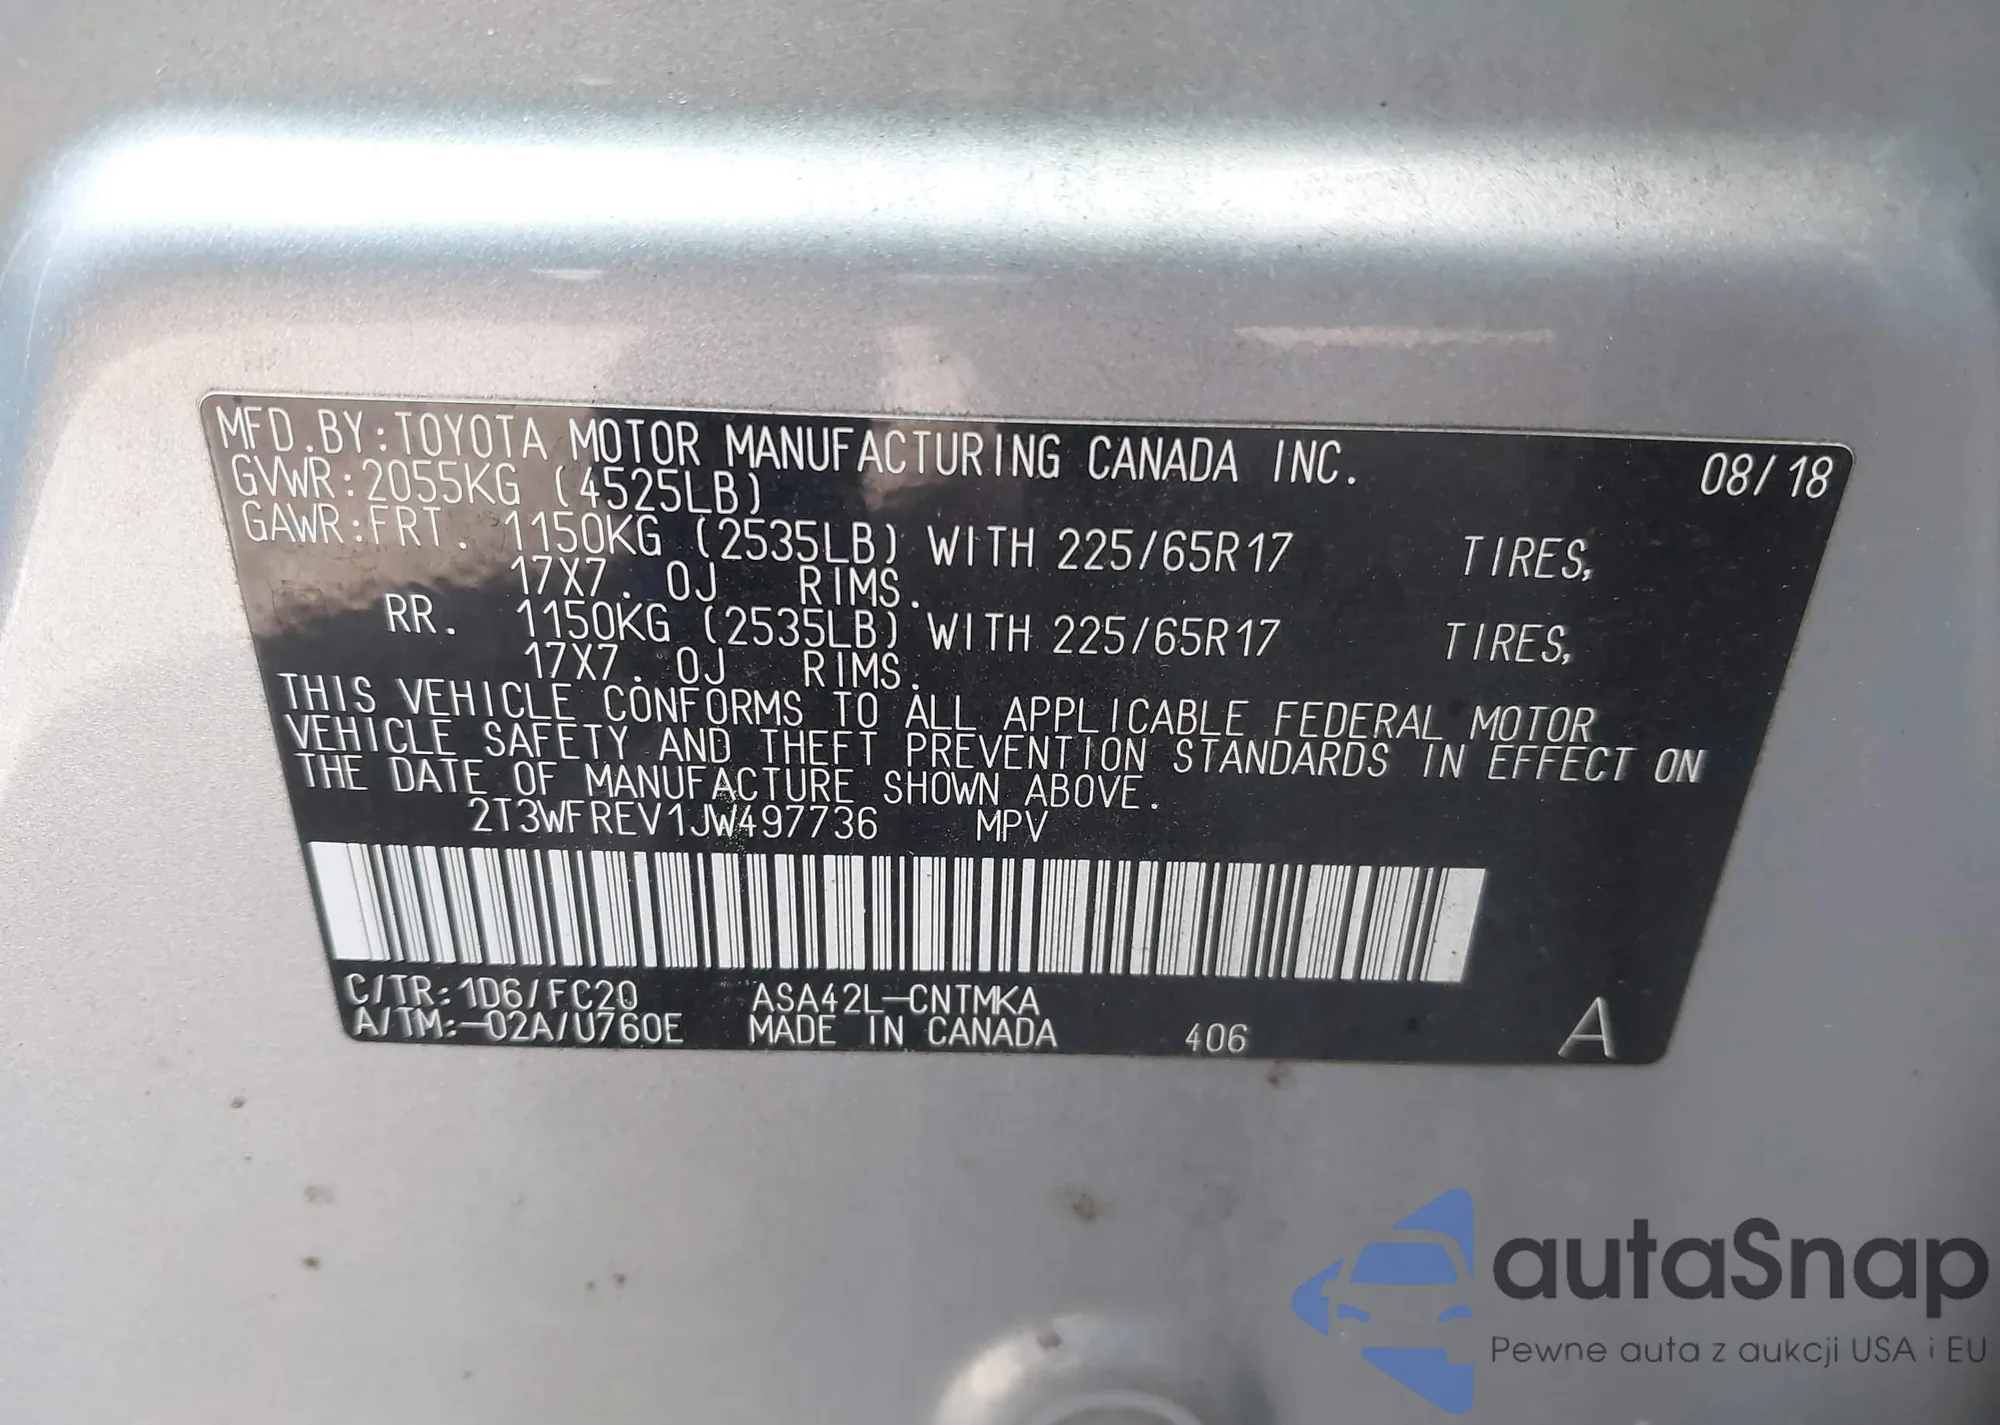 MFD.BY:TOYOTA MOTOR MANUFACTURING CANADA INC. 08/18
GVWR:2055KG (4525LB)
GAWR:FRT. 1150KG (2535LB) WITH 225/65R17 TIRES,
17X7.0J RIMS.
RR. 1150KG (2535LB) WITH 225/65R17 TIRES,
17X7.0J RIMS.
THIS VEHICLE CONFORMS TO ALL APPLICABLE FEDERAL MOTOR
VEHICLE SAFETY AND THEFT PREVENTION STANDARDS IN EFFECT ON
THE DATE OF MANUFACTURE SHOWN ABOVE.
2T3WFREV1JW497736 MPV
C/TR:1D6/FC20 ASA42L-CNTMKA
A/TM:-02A/U760E MADE IN CANADA 406 A
autaSnap
Pewne auta z aukcji USA i EU